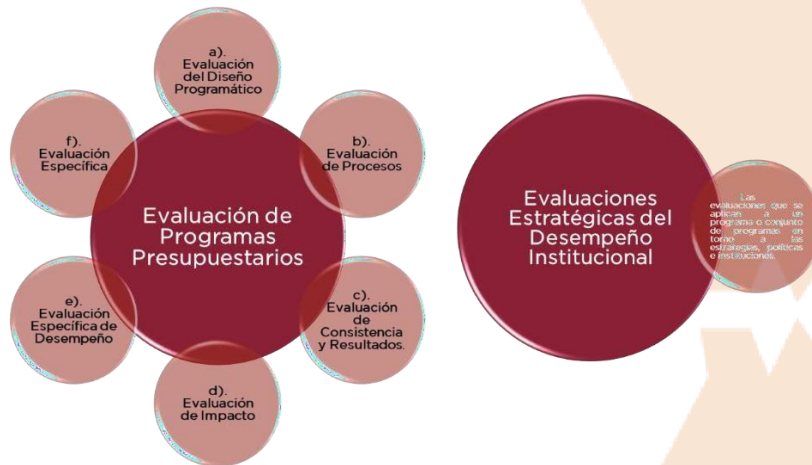 a).
Evaluación
del Diseño
Programático
b).
Evaluación
de Procesos
c).
Evaluación
de
Consistencia
y Resultados.
d).
Evaluación
de Impacto
e).
Evaluación
Específica de
Desempeño
f).
Evaluación
Específica
Evaluación de
Programas
Presupuestarios
Evaluaciones
Estratégicas del
Desempeño
Institucional
Las
evaluaciones que se
aplican a un
programa o conjunto
de programas en
torno a las
estrategias, políticas
e instituciones.